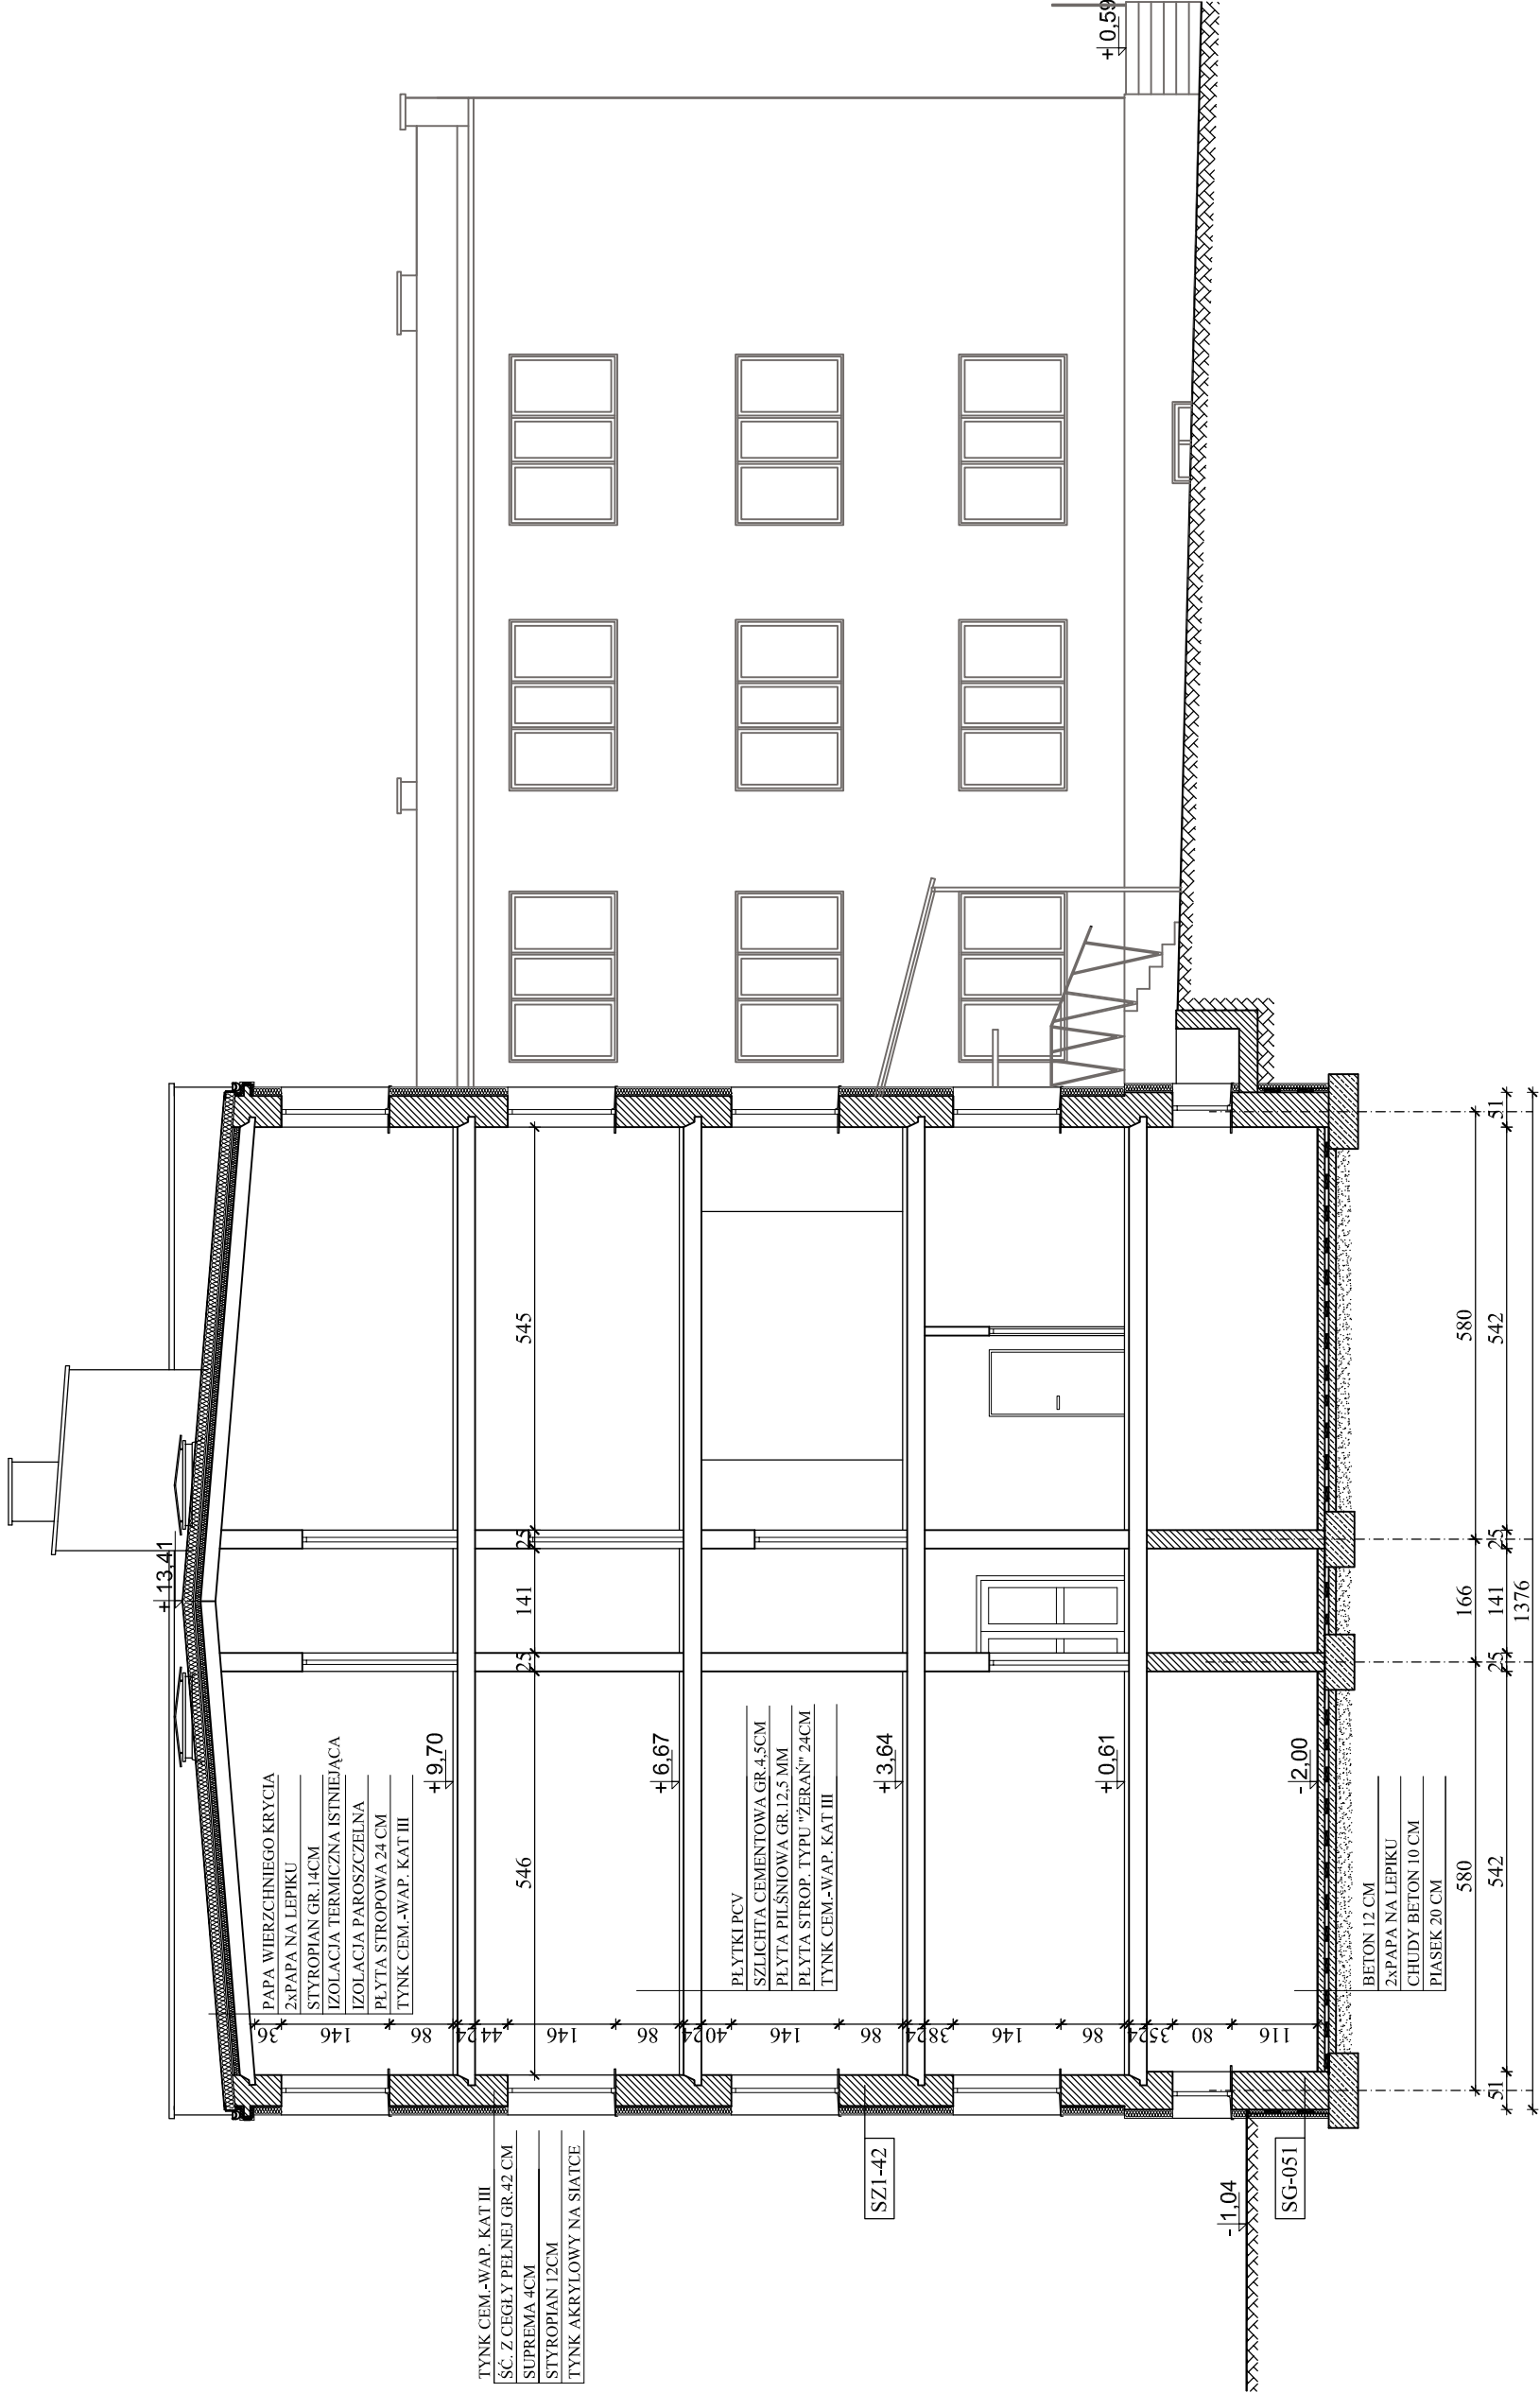 +13,41
PAPA WIERZCHNIEGO KRYCIA
2xPAPA NA LEPIKU
STYROPIAN GR.14CM
IZOLACJA TERMICZNA ISTNIEJĄCA
IZOLACJA PAROSZCZELNA
PŁYTA STROPOWA 24 CM
TYNK CEM.-WAP. KAT III
+9,70
TYNK CEM.-WAP. KAT III
ŚC. Z CEGŁY PEŁNEJ GR.42 CM
SUPREMA 4CM
STYROPIAN 12CM
TYNK AKRYLOWY NA SIATCE
546
25
141
25
545
+6,67
PŁYTKI PCV
SZLICHTA CEMENTOWA GR.4,5CM
PŁYTA PILŚNIOWA GR.12,5 MM
PŁYTA STROP. TYPU "ŻERAŃ" 24CM
TYNK CEM.-WAP. KAT III
SZ1-42
+3,64
+0,61
+0,59
-1,04
SG-051
-2,00
36
146
86
24
44
146
86
24
40
146
86
24
38
146
86
24
35
80
116
BETON 12 CM
2xPAPA NA LEPIKU
CHUDY BETON 10 CM
PIASEK 20 CM
580
166
580
51
542
25
141
25
542
51
1376